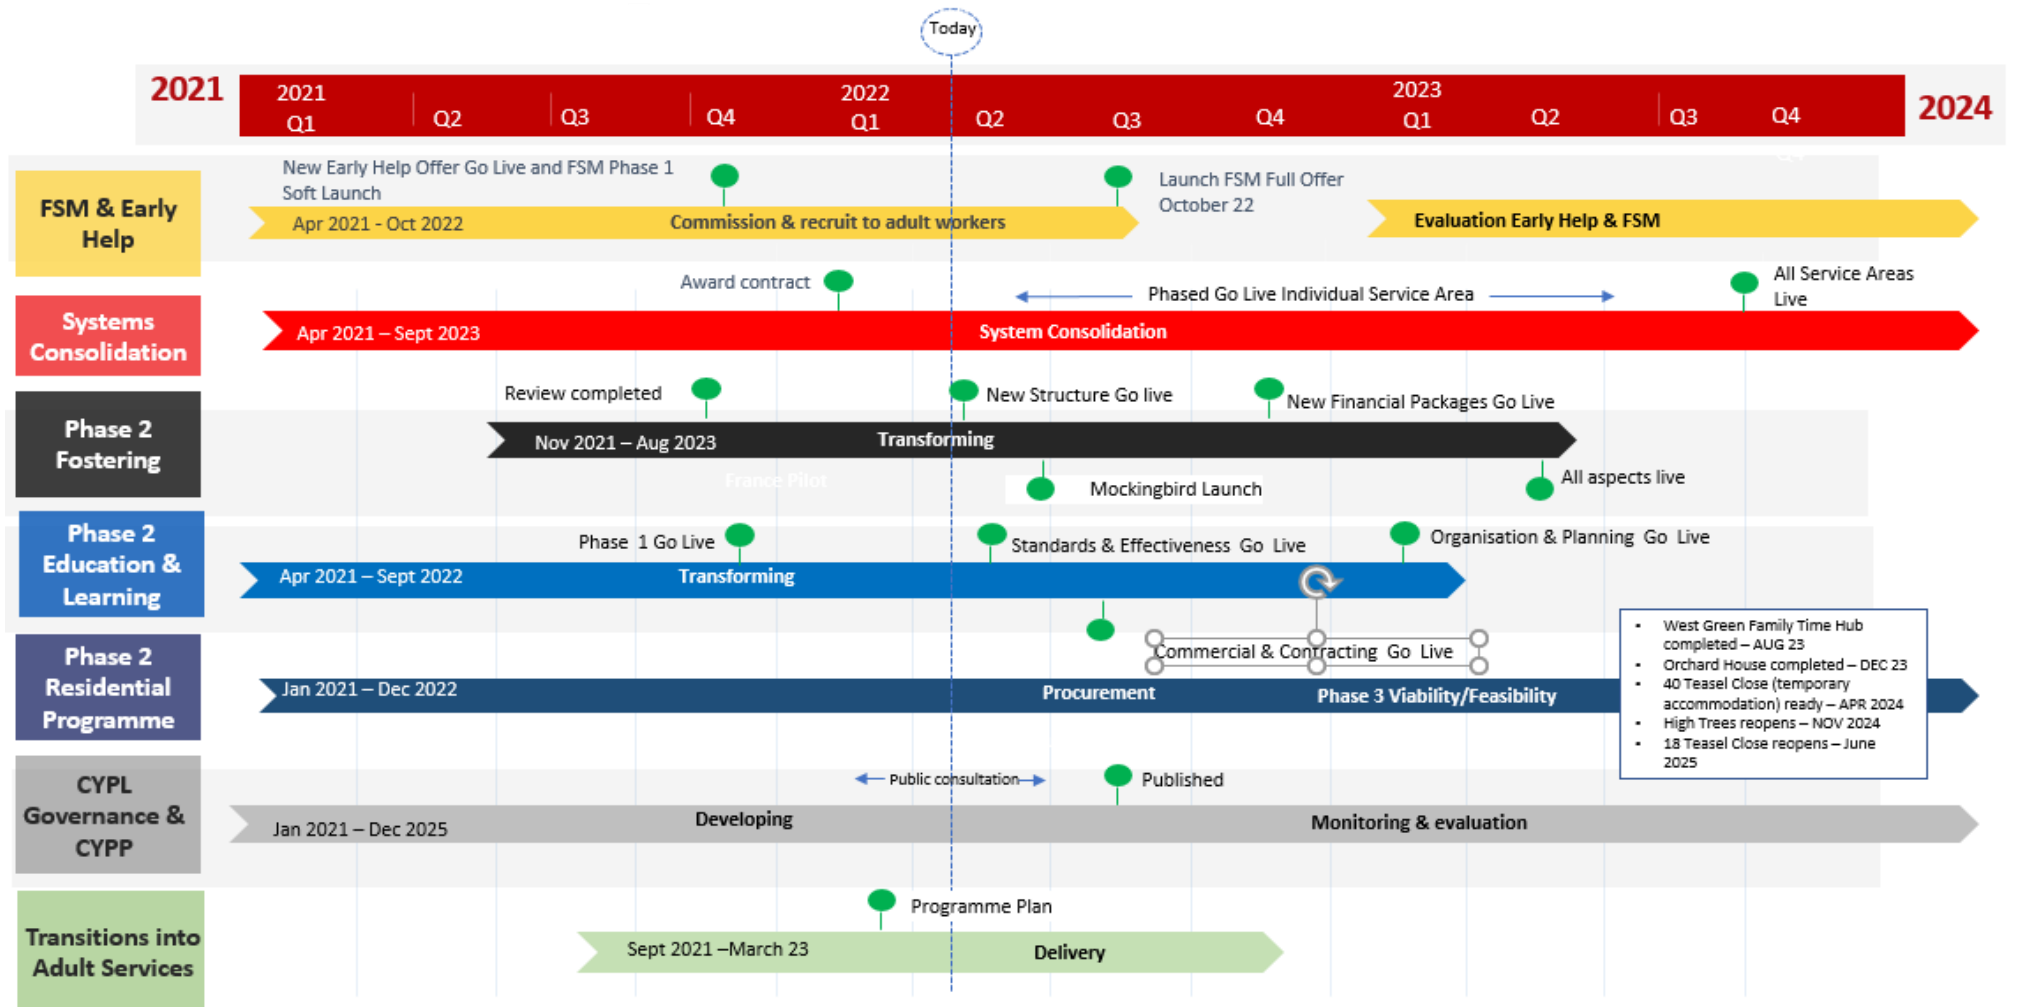 Today
2021
2021
Q1
Q2
Q3
Q4
2022
Q1
Q2
Q3
Q4
2023
Q1
Q2
Q3
Q4
2024
Q4
FSM & Early
Help
New Early Help Offer Go Live and FSM Phase 1
Soft Launch
Launch FSM Full Offer
October 22
Apr 2021 - Oct 2022
Commission & recruit to adult workers
Evaluation Early Help & FSM
Systems
Consolidation
Award contract
Phased Go Live Individual Service Area
All Service Areas
Live
Apr 2021 – Sept 2023
System Consolidation
Phase 2
Fostering
Review completed
New Structure Go live
New Financial Packages Go Live
Nov 2021 – Aug 2023
Transforming
France Pilot
Mockingbird Launch
All aspects live
Phase 2
Education &
Learning
Phase 1 Go Live
Standards & Effectiveness Go Live
Organisation & Planning Go Live
Apr 2021 – Sept 2022
Transforming
Commercial & Contracting Go Live
Phase 2
Residential
Programme
Jan 2021 – Dec 2022
Procurement
Phase 3 Viability/Feasibility
▪ West Green Family Time Hub
completed – AUG 23
▪ Orchard House completed – DEC 23
▪ 40 Teasel Close (temporary
accommodation) ready – APR 2024
▪ High Trees reopens – NOV 2024
▪ 18 Teasel Close reopens – June
2025
CYPL
Governance &
CYPP
Public consultation
Published
Jan 2021 – Dec 2025
Developing
Monitoring & evaluation
Transitions into
Adult Services
Programme Plan
Sept 2021 –March 23
Delivery